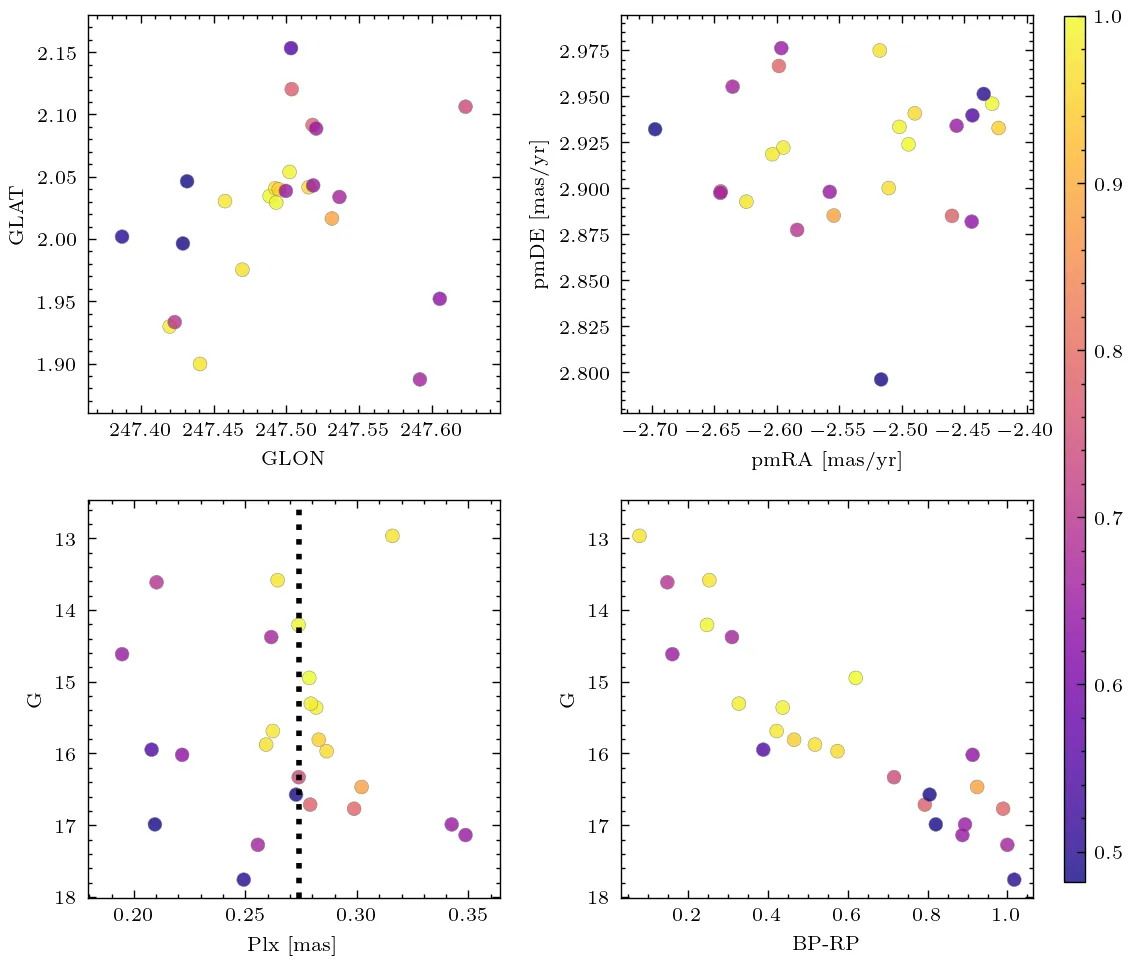 2.15
2.10
2.05
2.00
1.95
1.90
GLAT
247.40 247.45 247.50 247.55 247.60
GLON
2.975
2.950
2.925
2.900
2.875
2.850
2.825
2.800
pmDE [mas/yr]
−2.70 −2.65 −2.60 −2.55 −2.50 −2.45 −2.40
pmRA [mas/yr]
13
14
15
16
17
18
G
0.20 0.25 0.30 0.35
Plx [mas]
13
14
15
16
17
18
G
0.2 0.4 0.6 0.8 1.0
BP-RP
1.0
0.9
0.8
0.7
0.6
0.5